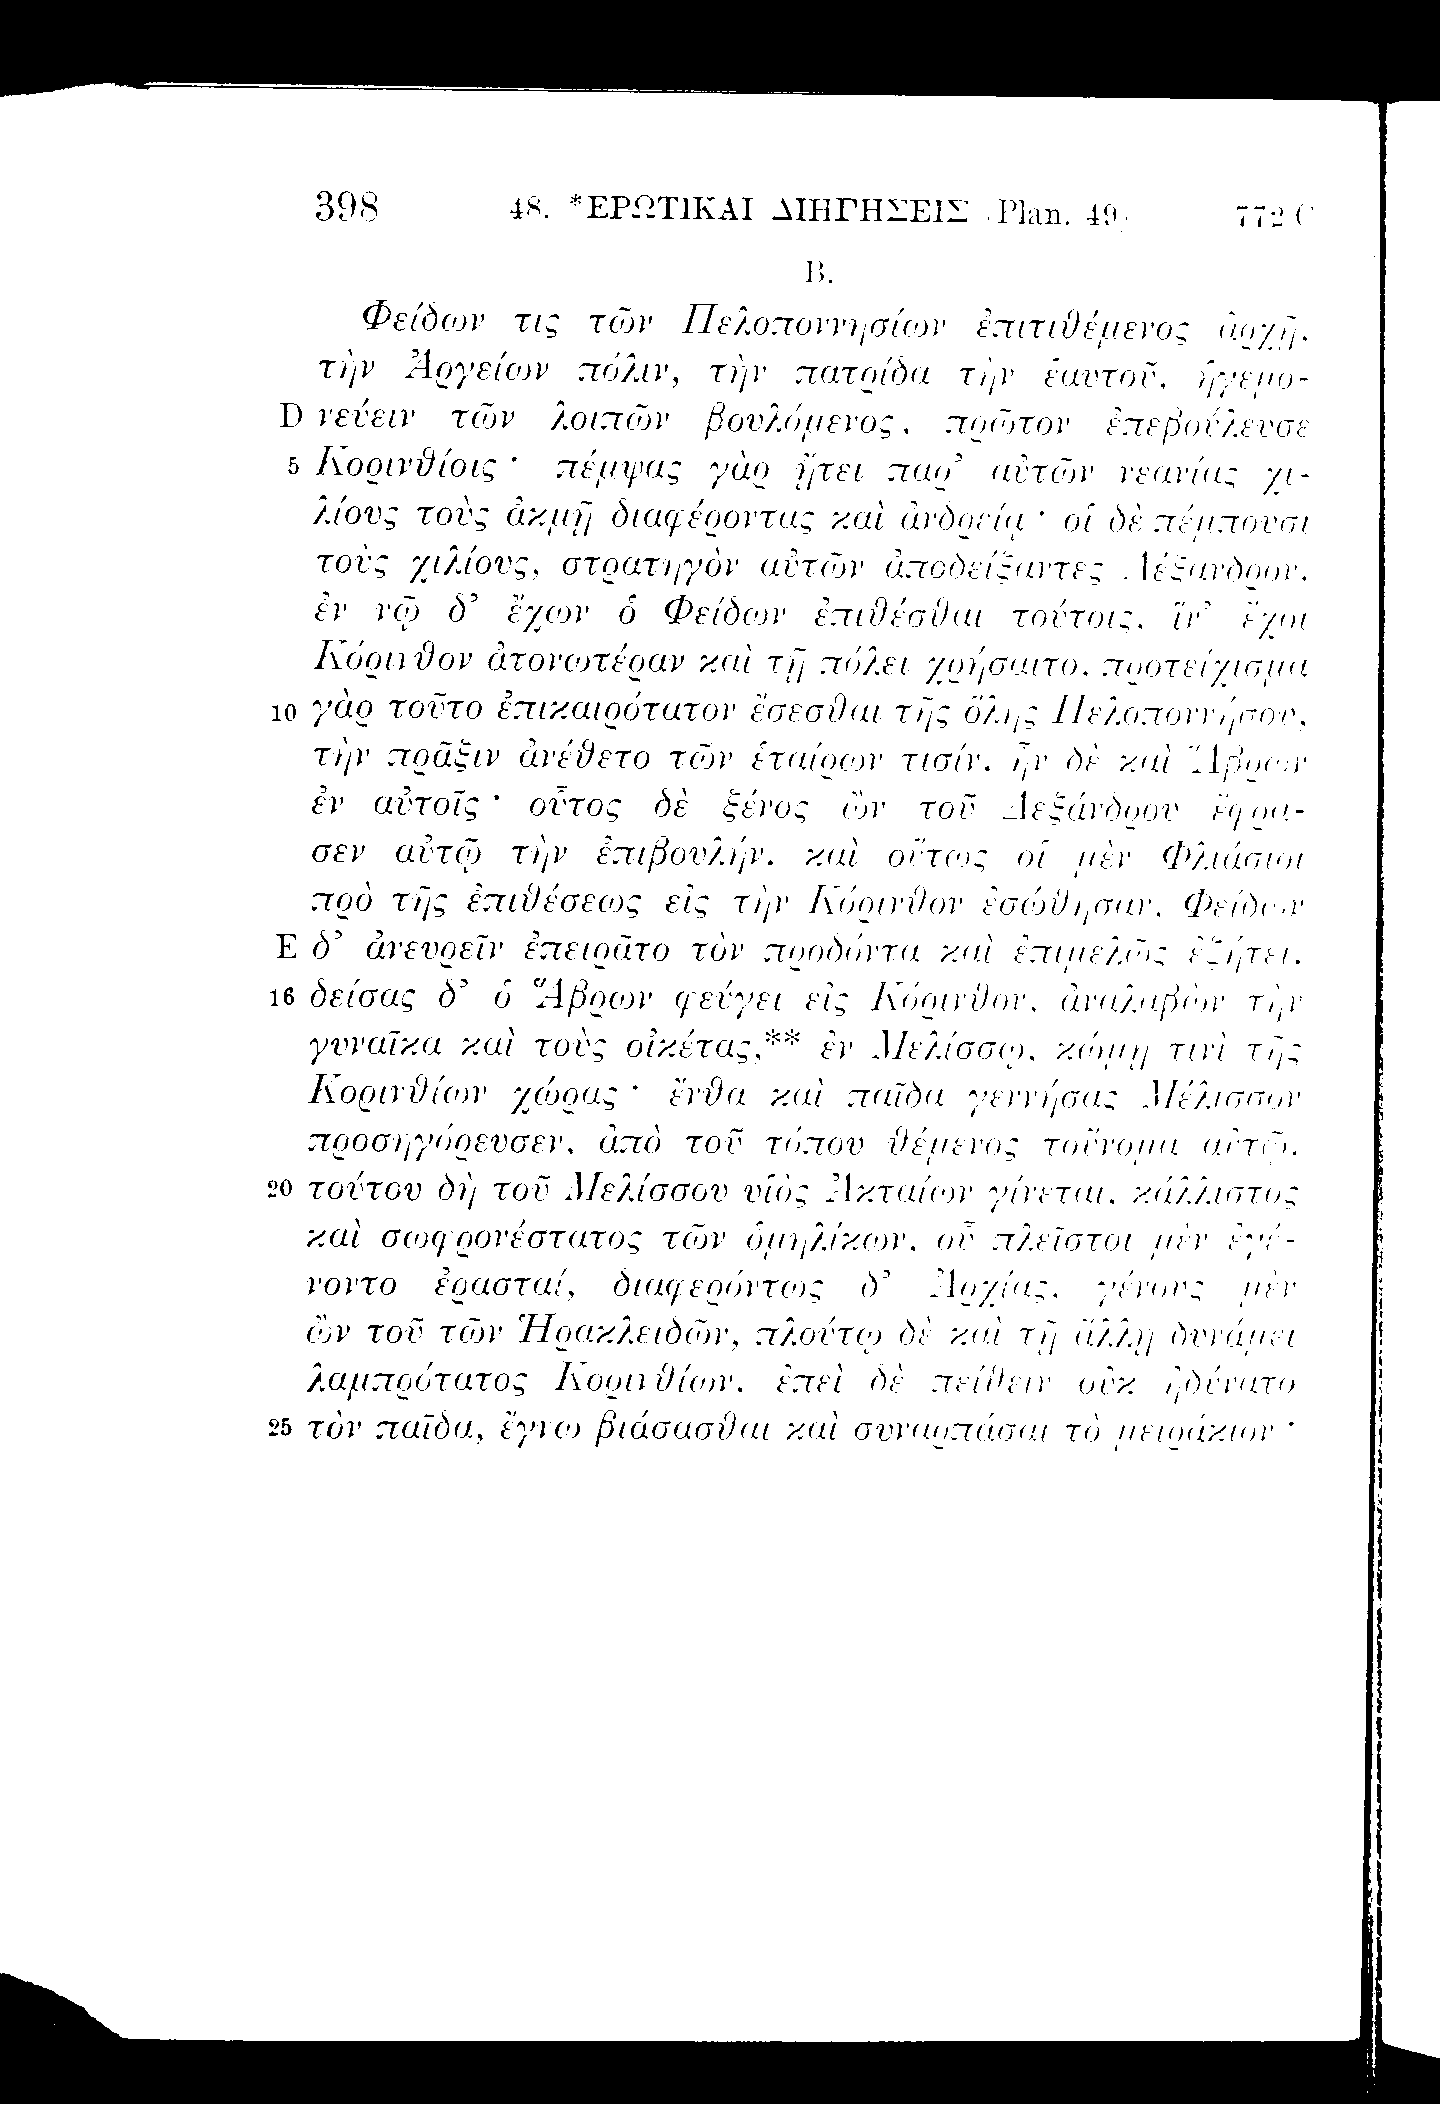 398 48. *ΕΡΩΤΙΚΑΙ ΔΙΗΓΗΣΕΙΣ (Plan. 49) 772 C
B.
Φείδων τις τῶν Πελοποννησίων ἐπιτιθέμενος ἀρχῇ,
τὴν Ἀργείων πόλιν, τὴν πατρίδα τὴν ἑαυτοῦ, ἡγεμο-
D νεύειν τῶν λοιπῶν βουλόμενος, πρῶτον ἐπεβούλευσε
5 Κορινθίοις· πέμψας γὰρ ᾔτει παρ’ αὐτῶν νεανίας χι-
λίους τοὺς ἀκμῇ διαφέροντας καὶ ἀνδρείᾳ· οἱ δὲ πέμπουσι
τοὺς χιλίους, στρατηγὸν αὐτῶν ἀποδείξαντες Δέξανδρον.
ἐν νῷ δ’ ἔχων ὁ Φείδων ἐπιθέσθαι τούτοις, ἵν’ ἔχοι
Κόρινθον ἀτονωτέραν καὶ τῇ πόλει χρήσαιτο, προτείχισμα
10 γὰρ τοῦτο ἐπικαιρότατον ἔσεσθαι τῆς ὅλης Πελοποννήσου,
τὴν πρᾶξιν ἀνέθετο τῶν ἑταίρων τισίν. ἦν δὲ καὶ Ἅβρων
ἐν αὐτοῖς· οὗτος δὲ ξένος ὢν τοῦ Δεξάνδρου ἔφρα-
σεν αὐτῷ τὴν ἐπιβουλήν. καὶ οὕτως οἱ μὲν Φλιάσιοι
πρὸ τῆς ἐπιθέσεως εἰς τὴν Κόρινθον ἐσώθησαν, Φείδων
E δ’ ἀνευρεῖν ἐπειρᾶτο τὸν προδόντα καὶ ἐπιμελῶς ἐζήτει.
16 δείσας δ’ ὁ Ἅβρων φεύγει εἰς Κόρινθον, ἀναλαβὼν τὴν
γυναῖκα καὶ τοὺς οἰκέτας,** ἐν Μελίσσῳ, κώμῃ τινὶ τῆς
Κορινθίων χώρας· ἔνθα καὶ παῖδα γεννήσας Μέλισσον
προσηγόρευσεν, ἀπὸ τοῦ τόπου θέμενος τοὔνομα αὐτῷ.
20 τούτου δὴ τοῦ Μελίσσου υἱὸς Ἀκταίων γίνεται, κάλλιστος
καὶ σωφρονέστατος τῶν ὁμηλίκων, οὗ πλεῖστοι μὲν ἐγέ-
νοντο ἐρασταί, διαφερόντως δ’ Ἀρχίας, γένους μὲν
ὢν τοῦ τῶν Ἡρακλειδῶν, πλούτῳ δὲ καὶ τῇ ἄλλῃ δυνάμει
λαμπρότατος Κορινθίων. ἐπεὶ δὲ πείθειν οὐκ ἠδύνατο
25 τὸν παῖδα, ἔγνω βιάσασθαι καὶ συναρπάσαι τὸ μειράκιον·